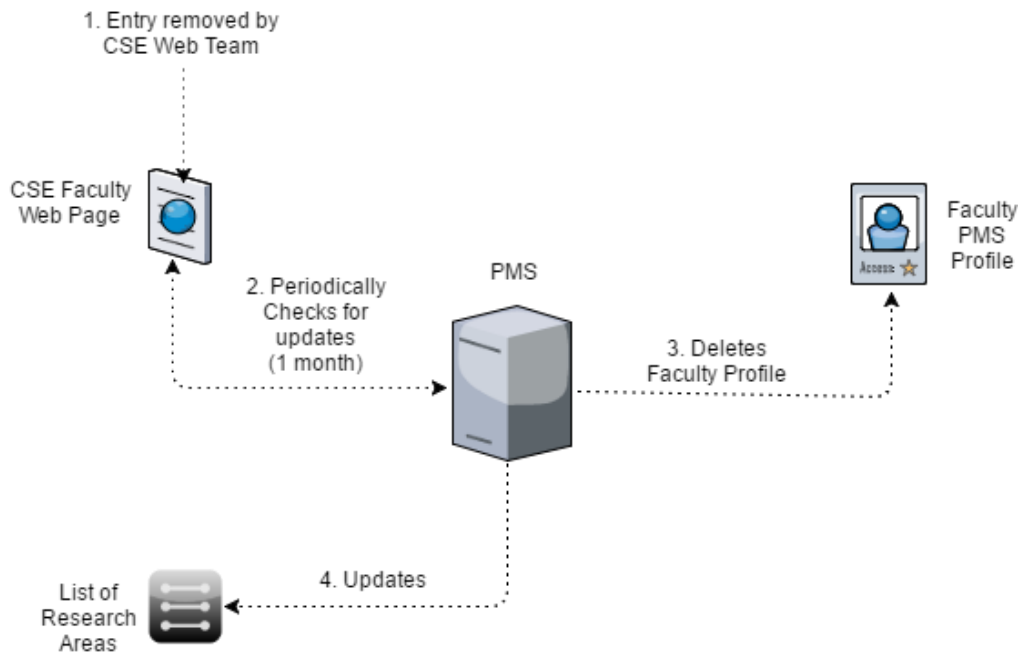 1. Entry removed by
CSE Web Team
CSE Faculty
Web Page
2. Periodically
Checks for
updates
(1 month)
PMS
3. Deletes
Faculty Profile
Access:
Faculty
PMS
Profile
4. Updates
List of
Research
Areas